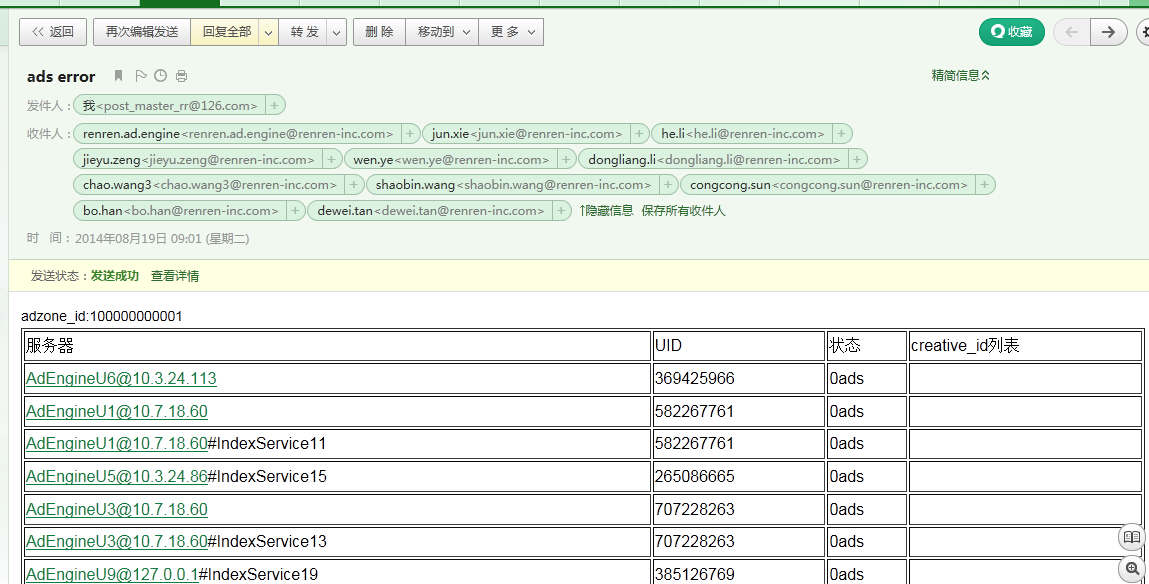 返回 再次编辑发送 回复全部 转 发 删 除 移动到 更 多 收藏
ads error 精简信息
发件人： 我<post_master_rr@126.com> +
收件人： renren.ad.engine<renren.ad.engine@renren-inc.com> + jun.xie<jun.xie@renren-inc.com> + he.li<he.li@renren-inc.com> +
jieyu.zeng<jieyu.zeng@renren-inc.com> + wen.ye<wen.ye@renren-inc.com> + dongliang.li<dongliang.li@renren-inc.com> +
chao.wang3<chao.wang3@renren-inc.com> + shaobin.wang<shaobin.wang@renren-inc.com> + congcong.sun<congcong.sun@renren-inc.com> +
bo.han<bo.han@renren-inc.com> + dewei.tan<dewei.tan@renren-inc.com> + ↑隐藏信息 保存所有收件人
时 间： 2014年08月19日 09:01 (星期二)
发送状态：发送成功 查看详情
adzone_id:100000000001
服务器 UID 状态 creative_id列表
AdEngineU6@10.3.24.113 369425966 0ads
AdEngineU1@10.7.18.60 582267761 0ads
AdEngineU1@10.7.18.60#IndexService11 582267761 0ads
AdEngineU5@10.3.24.86#IndexService15 265086665 0ads
AdEngineU3@10.7.18.60 707228263 0ads
AdEngineU3@10.7.18.60#IndexService13 707228263 0ads
AdEngineU9@127.0.0.1#IndexService19 385126769 0ads